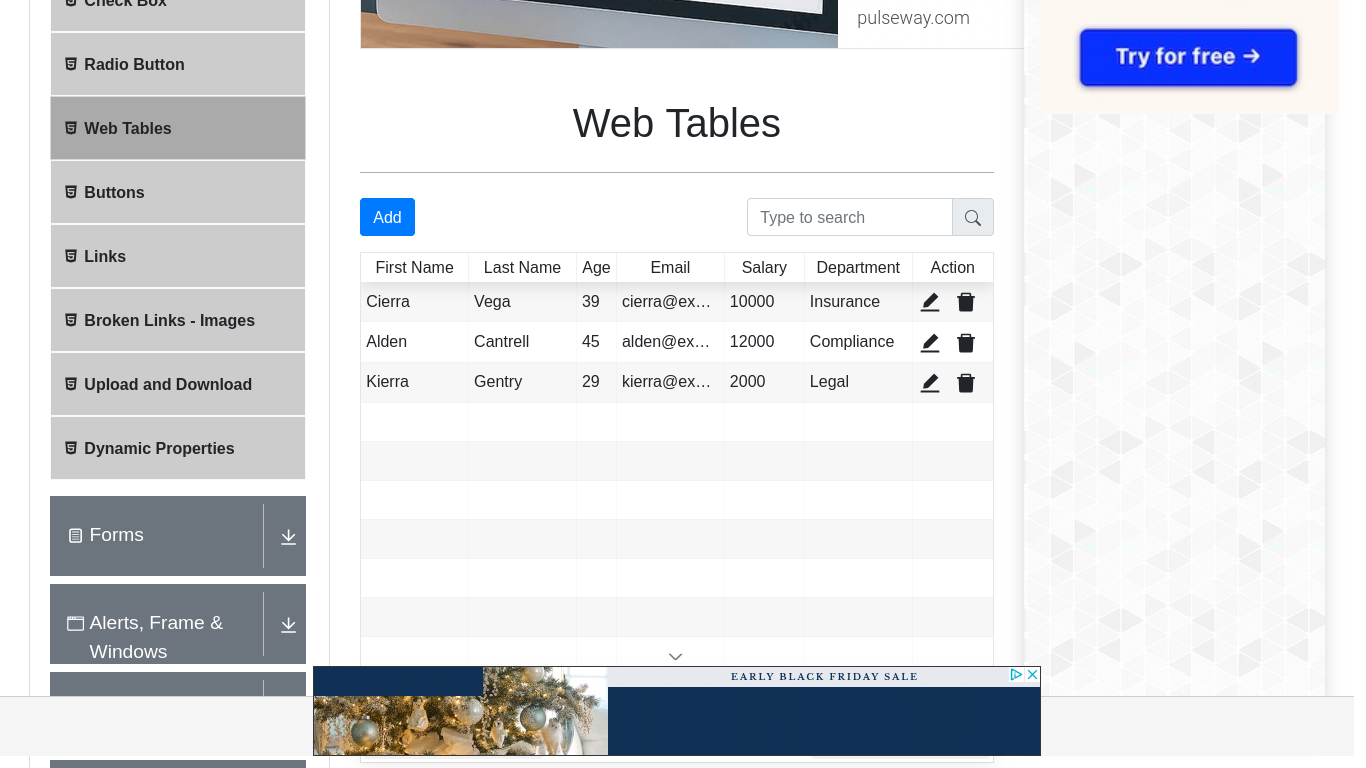 Check Box
pulseway.com
Radio Button
Try for free →
Web Tables
Web Tables
Buttons
Add
Type to search
Links
First Name Last Name Age Email Salary Department Action
Cierra Vega 39 cierra@ex... 10000 Insurance
Broken Links - Images
Alden Cantrell 45 alden@ex... 12000 Compliance
Upload and Download
Kierra Gentry 29 kierra@ex... 2000 Legal
Dynamic Properties
Forms
Alerts, Frame &
Windows
EARLY BLACK FRIDAY SALE